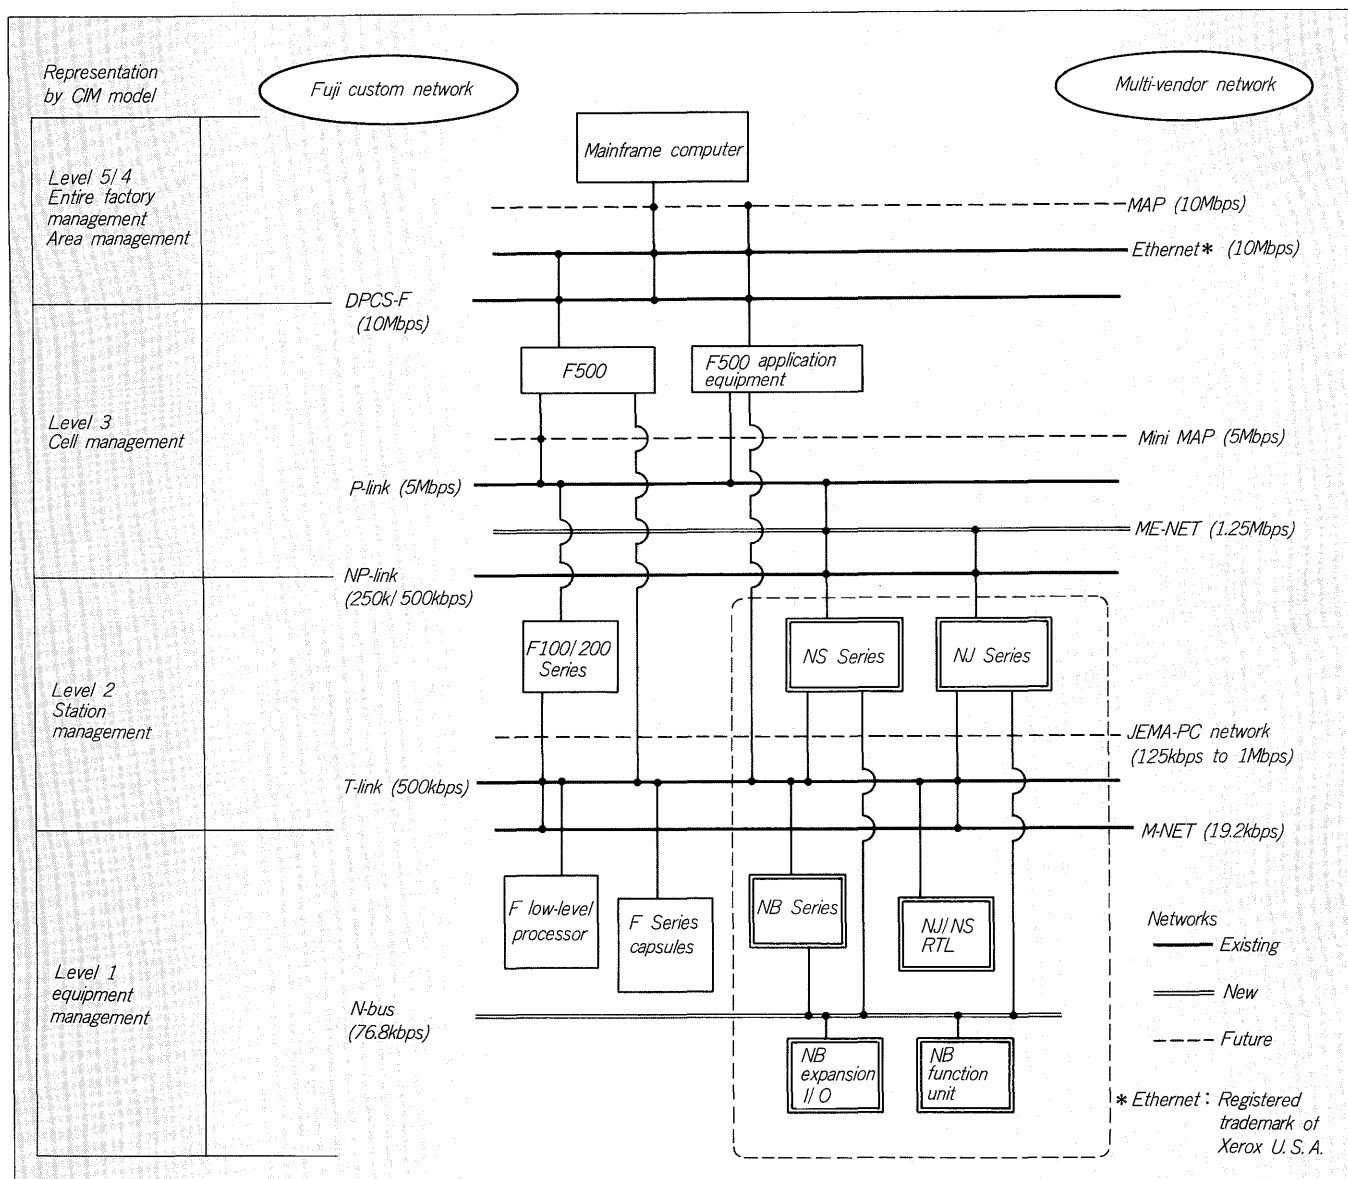 Representation
by CIM model
Fuji custom network
Multi-vendor network
Mainframe computer
Level 5/4
Entire factory
management
Area management
MAP (10Mbps)
Ethernet* (10Mbps)
DPCS-F
(10Mbps)
F500
F500 application
equipment
Level 3
Cell management
Mini MAP (5Mbps)
P-link (5Mbps)
ME-NET (1.25Mbps)
NP-link
(250k/500kbps)
F100/200
Series
NS Series
NJ Series
Level 2
Station
management
JEMA-PC network
(125kbps to 1Mbps)
T-link (500kbps)
M-NET (19.2kbps)
F low-level
processor
F Series
capsules
NB Series
NJ/NS
RTL
Level 1
equipment
management
N-bus
(76.8kbps)
NB
expansion
I/O
NB
function
unit
Networks
Existing
New
Future
* Ethernet : Registered
trademark of
Xerox U.S.A.